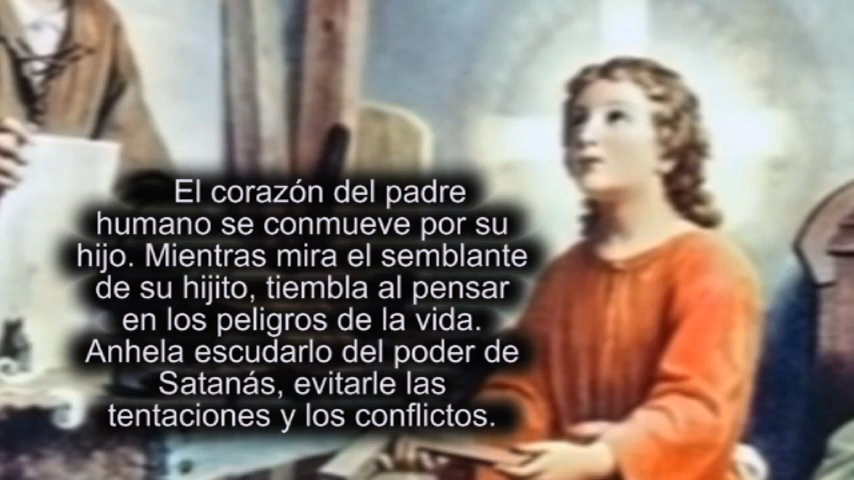 El corazón del padre
humano se conmueve por su
hijo. Mientras mira el semblante
de su hijito, tiembla al pensar
en los peligros de la vida.
Anhela escudarlo del poder de
Satanás, evitarle las
tentaciones y los conflictos.